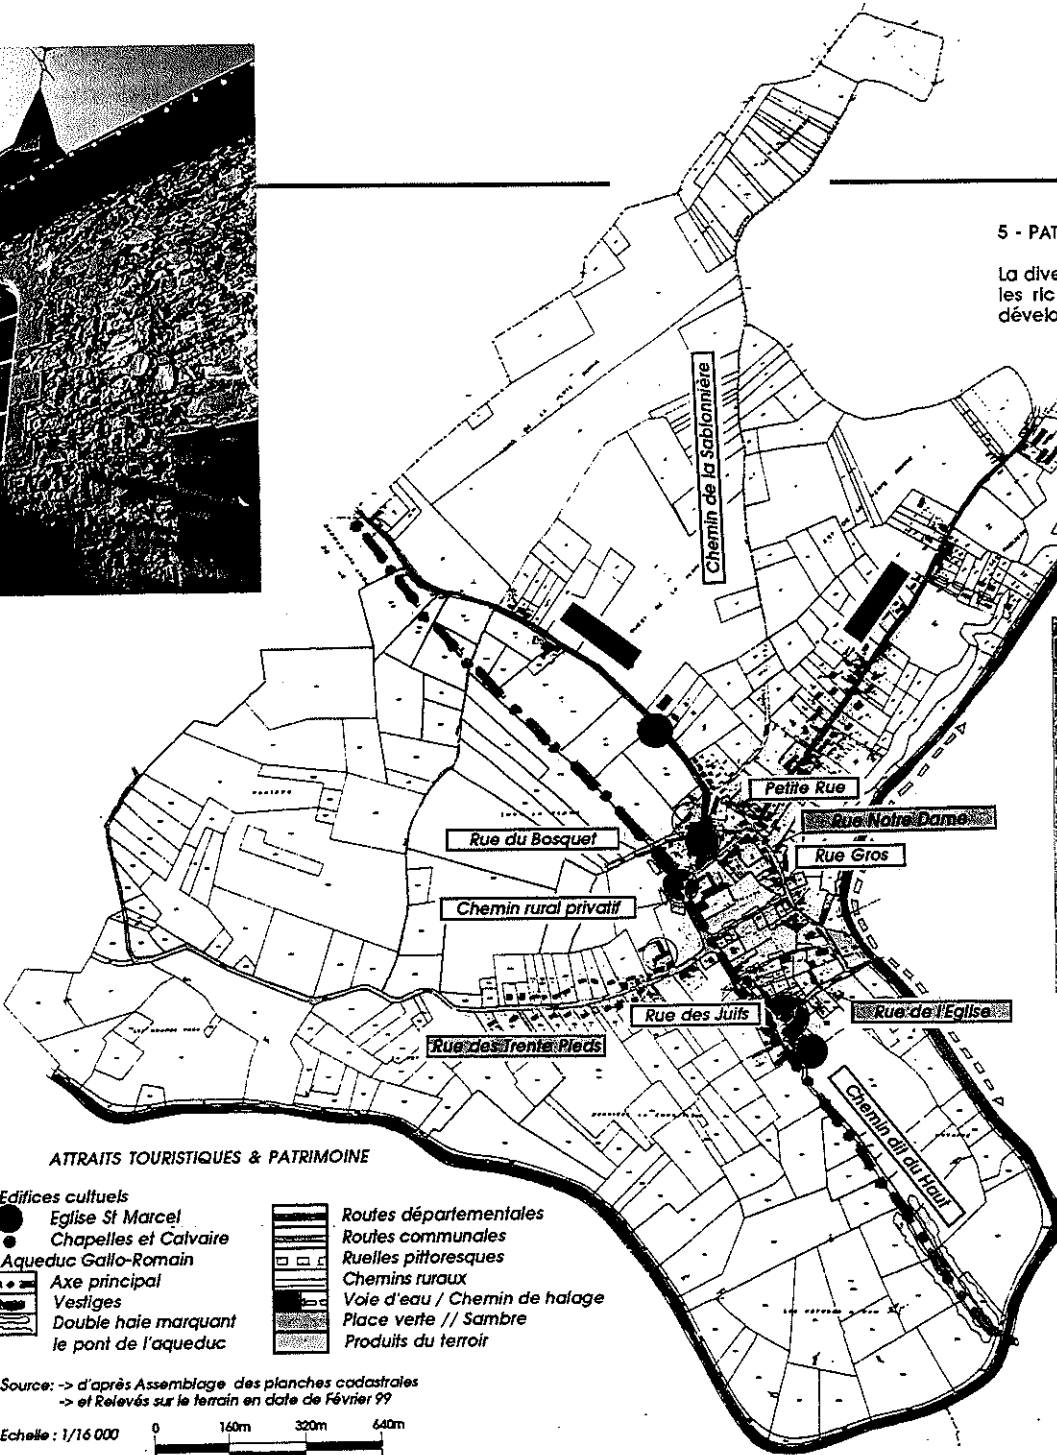 5 - PAT
La dive
les ric
dévelo
Chemin de la Sablonnière
Petite Rue
Rue Notre Dame
Rue du Bosquet
Rue Gros
Chemin rural privatif
Rue des Juifs
Rue de l'Eglise
Rue des Trente Pieds
Chemin dit du Haut
ATTRAITS TOURISTIQUES & PATRIMOINE
Edifices cultuels
Eglise St Marcel
Chapelles et Calvaire
Aqueduc Gallo-Romain
Axe principal
Vestiges
Double haie marquant
le pont de l'aqueduc
Routes départementales
Routes communales
Ruelles pittoresques
Chemins ruraux
Voie d'eau / Chemin de halage
Place verte // Sambre
Produits du terroir
Source: -> d'après Assemblage des planches cadastrales
-> et Relevés sur le terrain en date de Février 99
Echelle : 1/16 000
0 160m 320m 640m